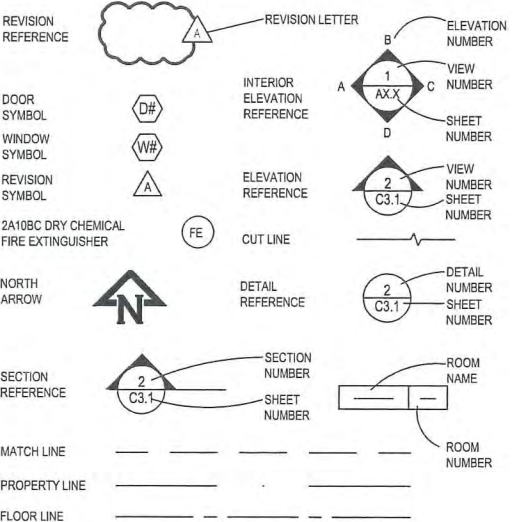 REVISION
REFERENCE
A
REVISION LETTER
DOOR
SYMBOL
D#
WINDOW
SYMBOL
W#
REVISION
SYMBOL
A
2A10BC DRY CHEMICAL
FIRE EXTINGUISHER
FE
NORTH
ARROW
N
INTERIOR
ELEVATION
REFERENCE
B
A
1
AX.X
C
D
ELEVATION
NUMBER
VIEW
NUMBER
SHEET
NUMBER
ELEVATION
REFERENCE
2
C3.1
VIEW
NUMBER
SHEET
NUMBER
CUT LINE
DETAIL
REFERENCE
2
C3.1
DETAIL
NUMBER
SHEET
NUMBER
SECTION
REFERENCE
2
C3.1
SECTION
NUMBER
SHEET
NUMBER
ROOM
NAME
ROOM
NUMBER
MATCH LINE
PROPERTY LINE
FLOOR LINE